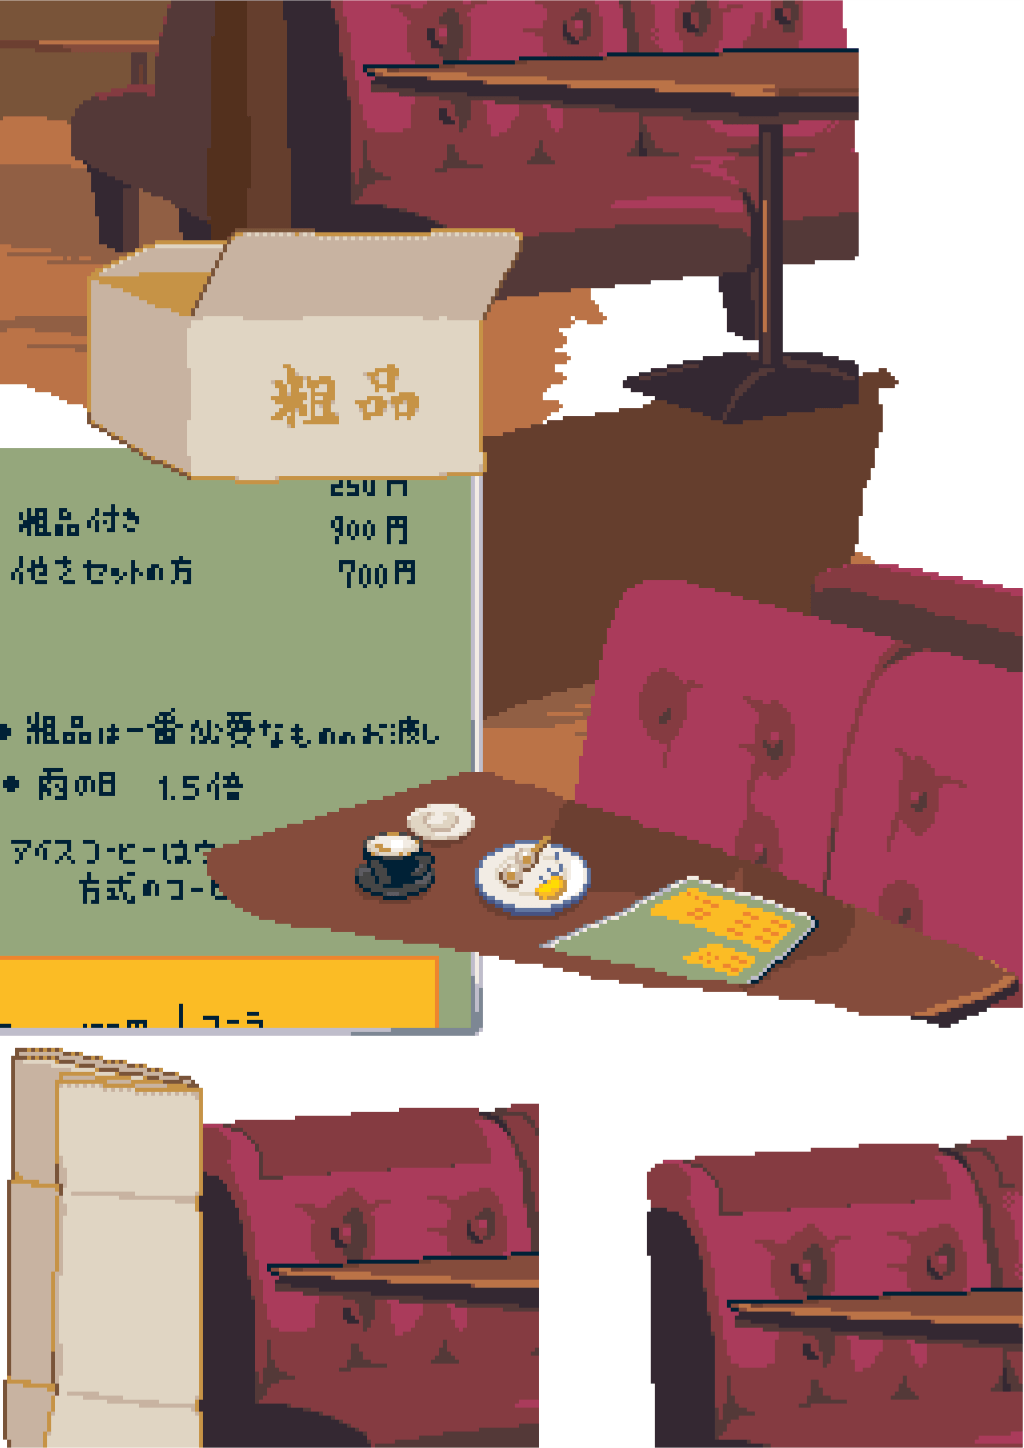 粗品
250円
粗品付き 900円
セットの方 700円
• 粗品は一番必要なもののお渡し
• 雨の日 1.5倍
アイスコーヒーは
方式のコーヒ
コーラ